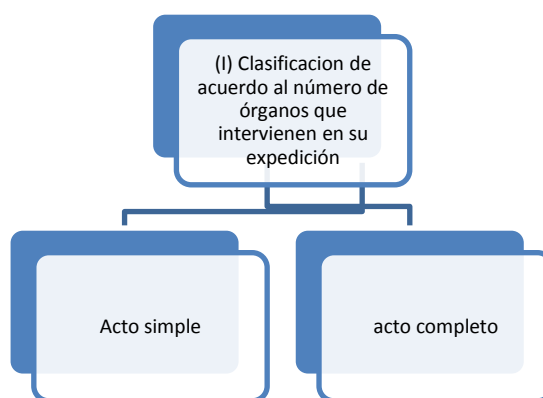 (I) Clasificacion de
acuerdo al número de
órganos que
intervienen en su
expedición
Acto simple
acto completo